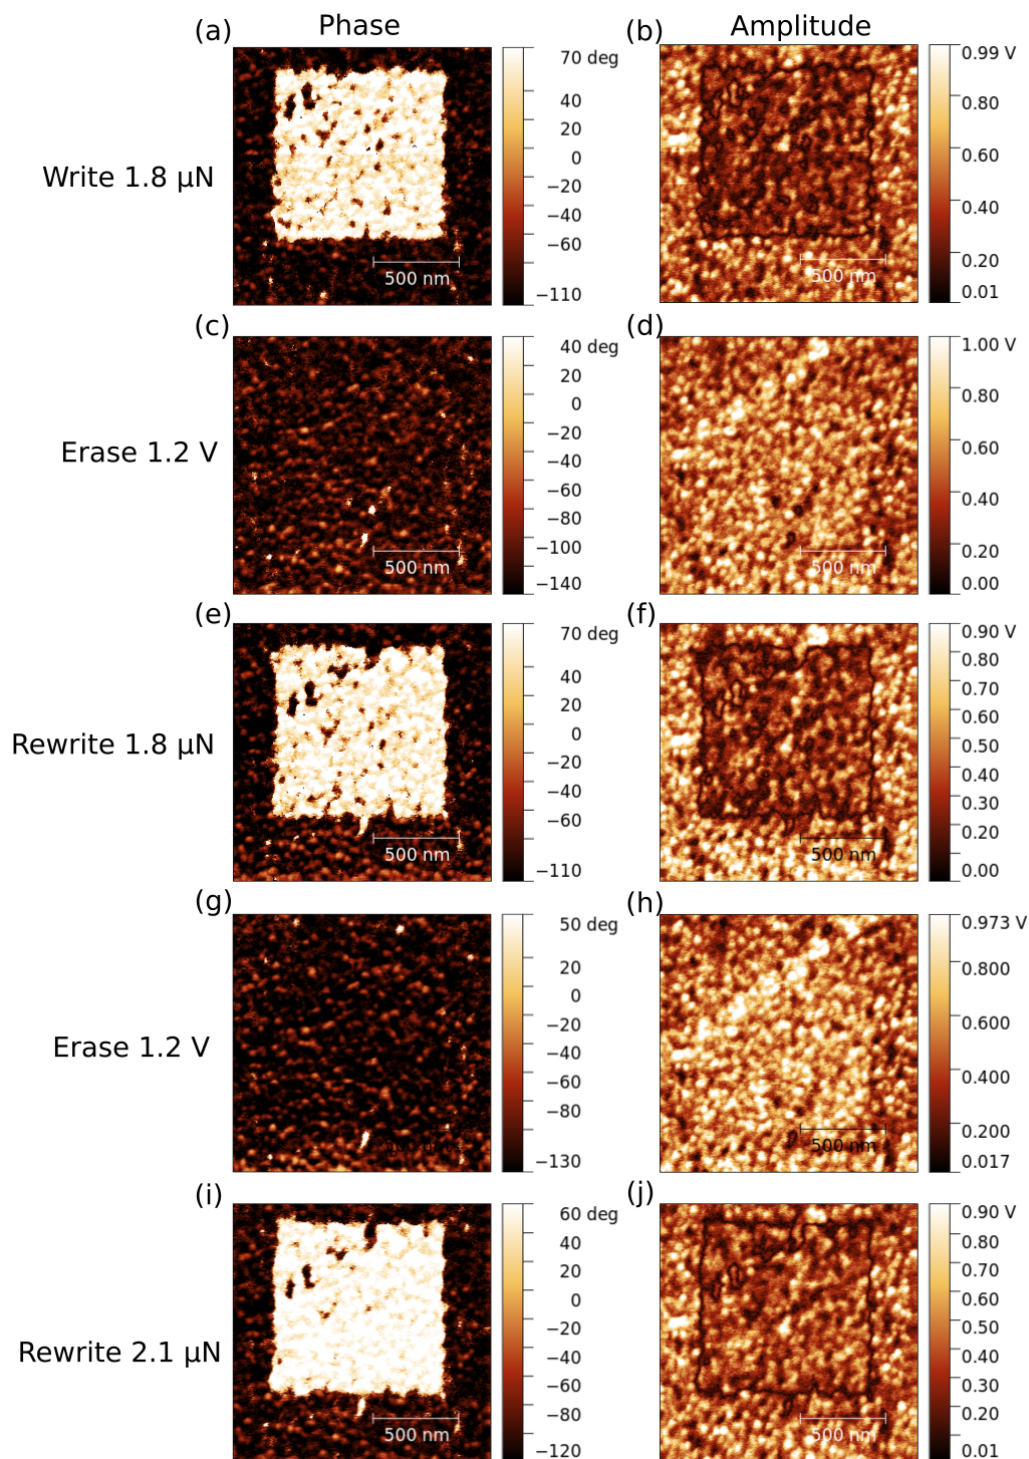 Phase
Amplitude
(a)
(b)
Write 1.8 µN
70 deg
40
20
0
−20
−40
−60
−110
500 nm
0.99 V
0.80
0.60
0.40
0.20
0.01
500 nm
(c)
(d)
Erase 1.2 V
40 deg
20
0
−20
−40
−60
−80
−100
−140
500 nm
1.00 V
0.80
0.60
0.40
0.20
0.00
500 nm
(e)
(f)
Rewrite 1.8 µN
70 deg
40
20
0
−20
−40
−60
−110
500 nm
0.90 V
0.80
0.70
0.60
0.50
0.40
0.30
0.20
0.00
500 nm
(g)
(h)
Erase 1.2 V
50 deg
20
0
−20
−40
−60
−80
−130
0.973 V
0.800
0.600
0.400
0.200
0.017
500 nm
(i)
(j)
Rewrite 2.1 µN
60 deg
40
20
0
−20
−40
−60
−80
−120
500 nm
0.90 V
0.80
0.70
0.60
0.50
0.40
0.30
0.20
0.01
500 nm